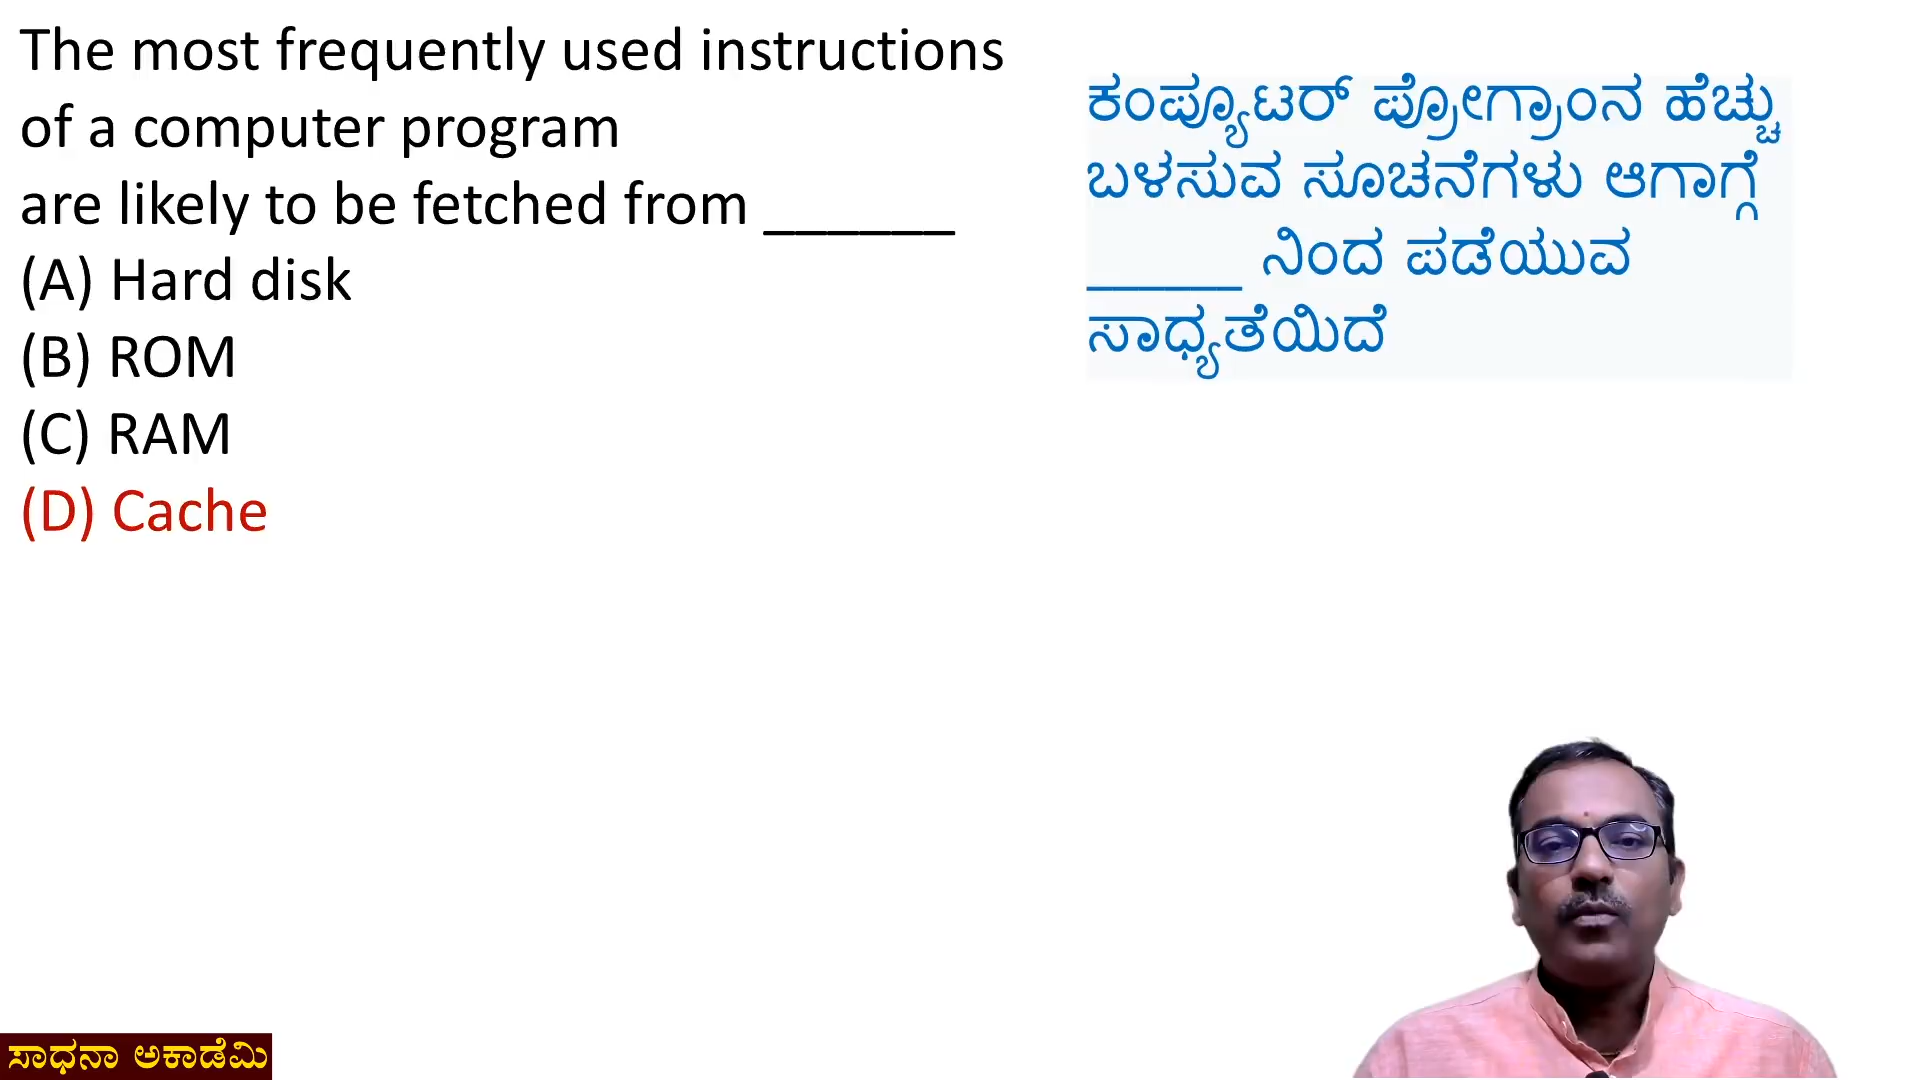 The most frequently used instructions
of a computer program
are likely to be fetched from ______
(A) Hard disk
(B) ROM
(C) RAM
(D) Cache
ಕಂಪ್ಯೂಟರ್ ಪ್ರೋಗ್ರಾಂನ ಹೆಚ್ಚು
ಬಳಸುವ ಸೂಚನೆಗಳು ಆಗಾಗ್ಗೆ
______ ನಿಂದ ಪಡೆಯುವ
ಸಾಧ್ಯತೆಯಿದೆ
ಸಾಧನಾ ಅಕಾಡೆಮಿ